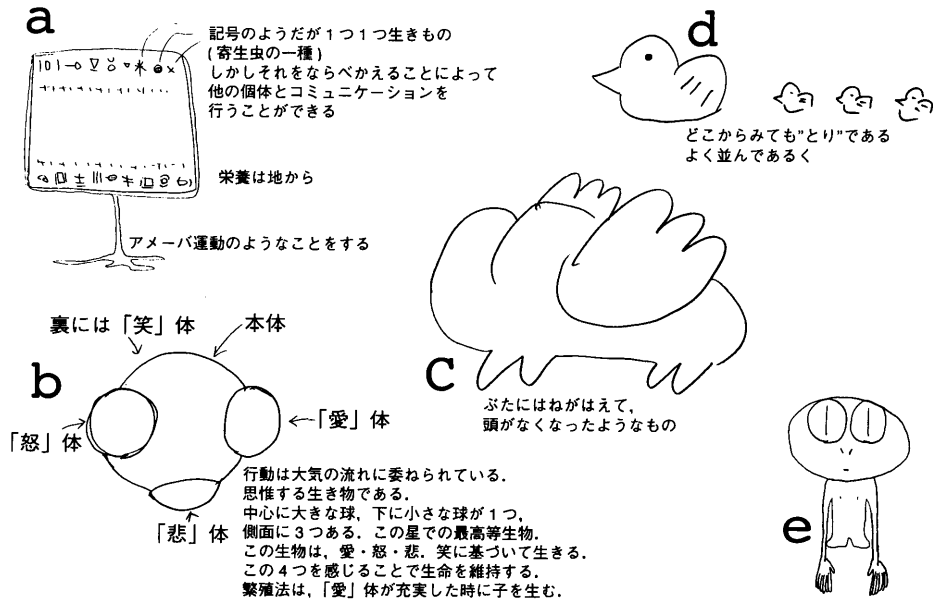 a
記号のようだが1つ1つ生きもの
(寄生虫の一種)
しかしそれをならべかえることによって
他の個体とコミュニケーションを
行うことができる
栄養は地から
アメーバ運動のようなことをする
d
どこからみても"とり"である
よく並んであるく
b
裏には「笑」体
本体
「怒」体
「愛」体
「悲」体
行動は大気の流れに委ねられている.
思惟する生き物である.
中心に大きな球,下に小さな球が1つ,
側面に3つある.この星での最高等生物.
この生物は,愛・怒・悲.笑に基づいて生きる.
この4つを感じることで生命を維持する.
繁殖法は,「愛」体が充実した時に子を生む.
c
ぶたにはねがはえて,
頭がなくなったようなもの
e